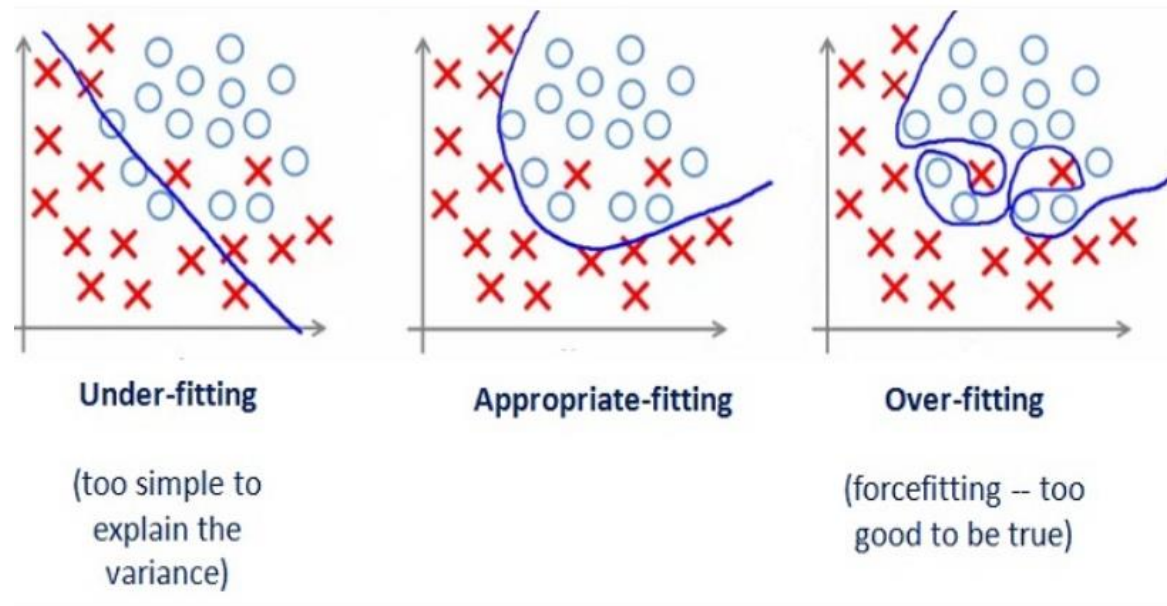 Under-fitting
Appropriate-fitting
Over-fitting
(too simple to
explain the
variance)
(forcefitting -- too
good to be true)